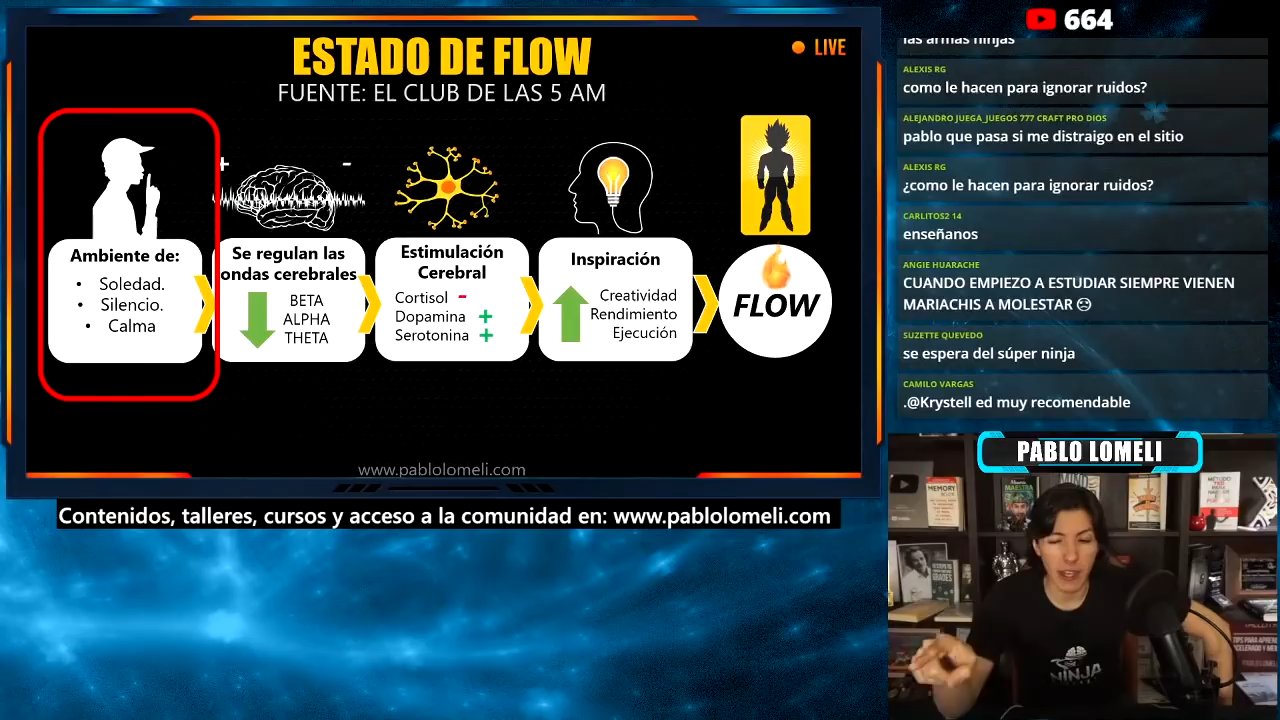 ESTADO DE FLOW
LIVE
FUENTE: EL CLUB DE LAS 5 AM
+
-
Ambiente de:
• Soledad.
• Silencio.
• Calma
Se regulan las
ondas cerebrales
BETA
ALPHA
THETA
Estimulación
Cerebral
Cortisol -
Dopamina +
Serotonina +
Inspiración
Creatividad
Rendimiento
Ejecución
FLOW
www.pablolomeli.com
Contenidos, talleres, cursos y acceso a la comunidad en: www.pablolomeli.com
664
las armas ninjas
ALEXIS RG
como le hacen para ignorar ruidos?
ALEJANDRO JUEGA_JUEGOS 777 CRAFT PRO DIOS
pablo que pasa si me distraigo en el sitio
ALEXIS RG
¿como le hacen para ignorar ruidos?
CARLITOS2 14
enseñanos
ANGIE HUARACHE
CUANDO EMPIEZO A ESTUDIAR SIEMPRE VIENEN
MARIACHIS A MOLESTAR
SUZETTE QUEVEDO
se espera del súper ninja
CAMILO VARGAS
.@Krystell ed muy recomendable
PABLO LOMELI
MEMORY
NINJA